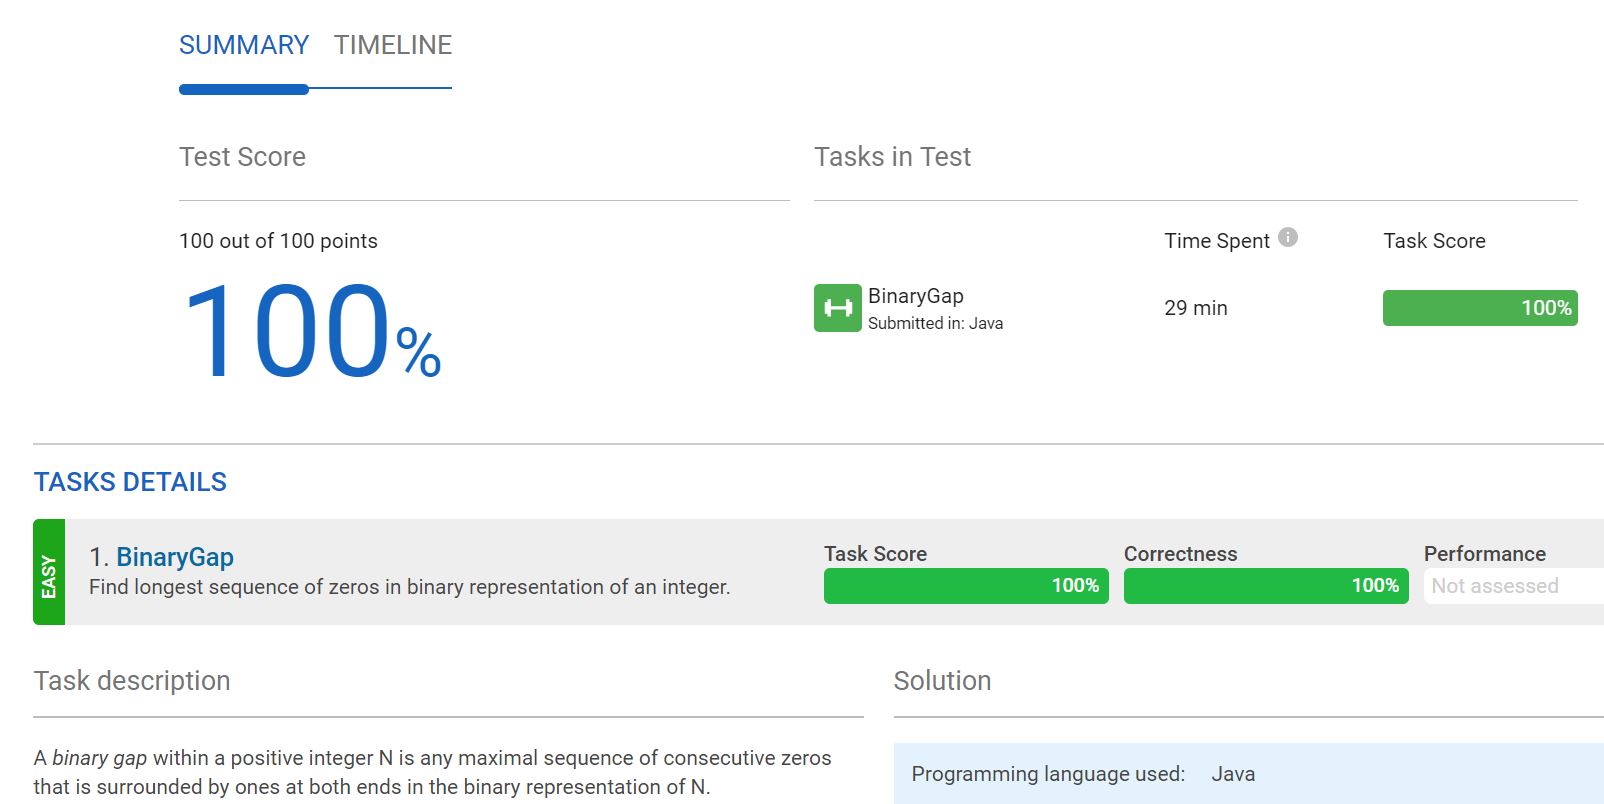 SUMMARY TIMELINE
Test Score
100 out of 100 points
100%
Tasks in Test
Time Spent i Task Score
BinaryGap
Submitted in: Java
29 min
100%
TASKS DETAILS
EASY
1. BinaryGap
Find longest sequence of zeros in binary representation of an integer.
Task Score
100%
Correctness
100%
Performance
Not assessed
Task description
A binary gap within a positive integer N is any maximal sequence of consecutive zeros
that is surrounded by ones at both ends in the binary representation of N.
Solution
Programming language used: Java